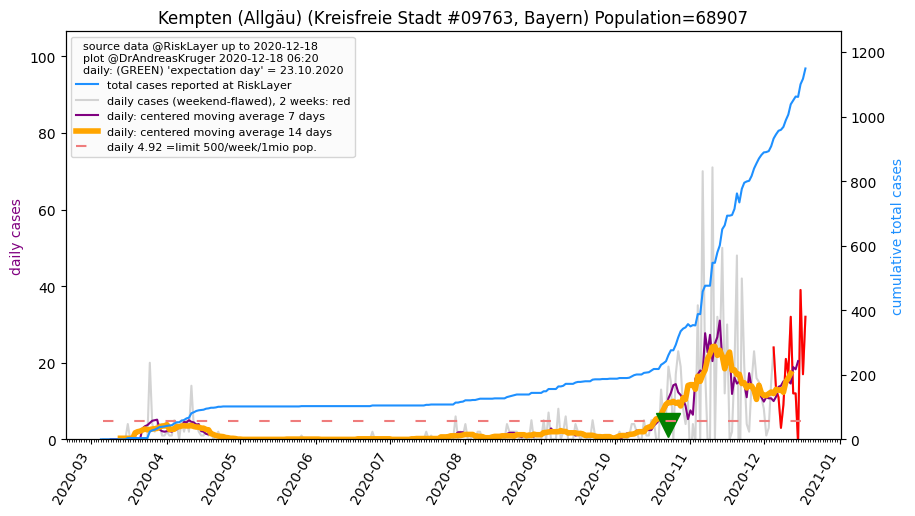 Kempten (Allgäu) (Kreisfreie Stadt #09763, Bayern) Population=68907
source data @RiskLayer up to 2020-12-18
plot @DrAndreasKruger 2020-12-18 06:20
daily: (GREEN) 'expectation day' = 23.10.2020
total cases reported at RiskLayer
daily cases (weekend-flawed), 2 weeks: red
daily: centered moving average 7 days
daily: centered moving average 14 days
daily 4.92 =limit 500/week/1mio pop.
daily cases
100
80
60
40
20
0
cumulative total cases
1200
1000
800
600
400
200
0
2020-03
2020-04
2020-05
2020-06
2020-07
2020-08
2020-09
2020-10
2020-11
2020-12
2021-01